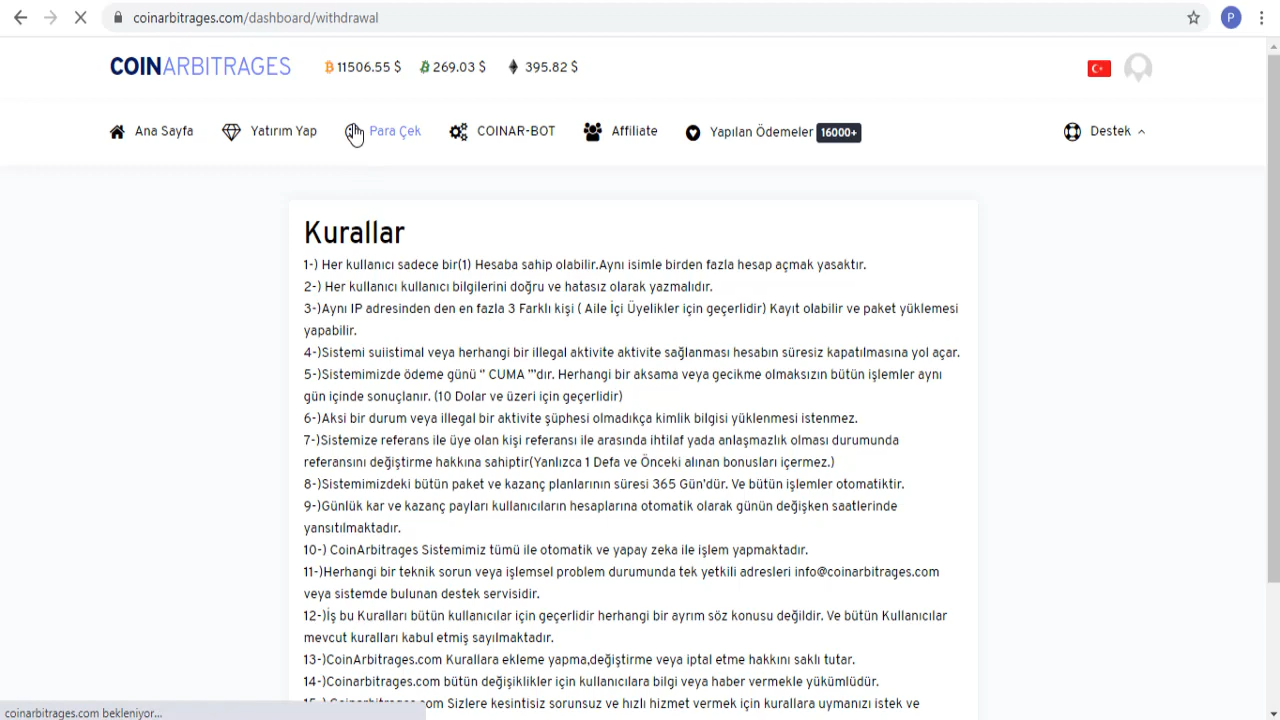 coinarbitrages.com/dashboard/withdrawal
P
COINARBITRAGES 11506.55 $ 269.03 $ 395.82 $
Ana Sayfa Yatırım Yap Para Çek COINAR-BOT Affiliate Yapılan Ödemeler 16000+ Destek
Kurallar
1-) Her kullanıcı sadece bir(1) Hesaba sahip olabilir.Aynı isimle birden fazla hesap açmak yasaktır.
2-) Her kullanıcı kullanıcı bilgilerini doğru ve hatasız olarak yazmalıdır.
3-)Aynı IP adresinden den en fazla 3 Farklı kişi ( Aile İçi Üyelikler için geçerlidir) Kayıt olabilir ve paket yüklemesi
yapabilir.
4-)Sistemi suiistimal veya herhangi bir illegal aktivite aktivite sağlanması hesabın süresiz kapatılmasına yol açar.
5-)Sistemimizde ödeme günü “ CUMA ”’dır. Herhangi bir aksama veya gecikme olmaksızın bütün işlemler aynı
gün içinde sonuçlanır. (10 Dolar ve üzeri için geçerlidir)
6-)Aksi bir durum veya illegal bir aktivite şüphesi olmadıkça kimlik bilgisi yüklenmesi istenmez.
7-)Sistemize referans ile üye olan kişi referansı ile arasında ihtilaf yada anlaşmazlık olması durumunda
referansını değiştirme hakkına sahiptir(Yanlızca 1 Defa ve Önceki alınan bonusları içermez.)
8-)Sistemimizdeki bütün paket ve kazanç planlarının süresi 365 Gün'dür. Ve bütün işlemler otomatiktir.
9-)Günlük kar ve kazanç payları kullanıcıların hesaplarına otomatik olarak günün değişken saatlerinde
yansıtılmaktadır.
10-) CoinArbitrages Sistemimiz tümü ile otomatik ve yapay zeka ile işlem yapmaktadır.
11-)Herhangi bir teknik sorun veya işlemsel problem durumunda tek yetkili adresleri info@coinarbitrages.com
veya sistemde bulunan destek servisidir.
12-)İş bu Kuralları bütün kullanıcılar için geçerlidir herhangi bir ayrım söz konusu değildir. Ve bütün Kullanıcılar
mevcut kuralları kabul etmiş sayılmaktadır.
13-)CoinArbitrages.com Kurallara ekleme yapma,değiştirme veya iptal etme hakkını saklı tutar.
14-)Coinarbitrages.com bütün değişiklikler için kullanıcılara bilgi veya haber vermekle yükümlüdür.
15-) Coinarbitrages.com Sizlere kesintisiz sorunsuz ve hızlı hizmet vermek için kurallara uymanızı istek ve
coinarbitrages.com bekleniyor...